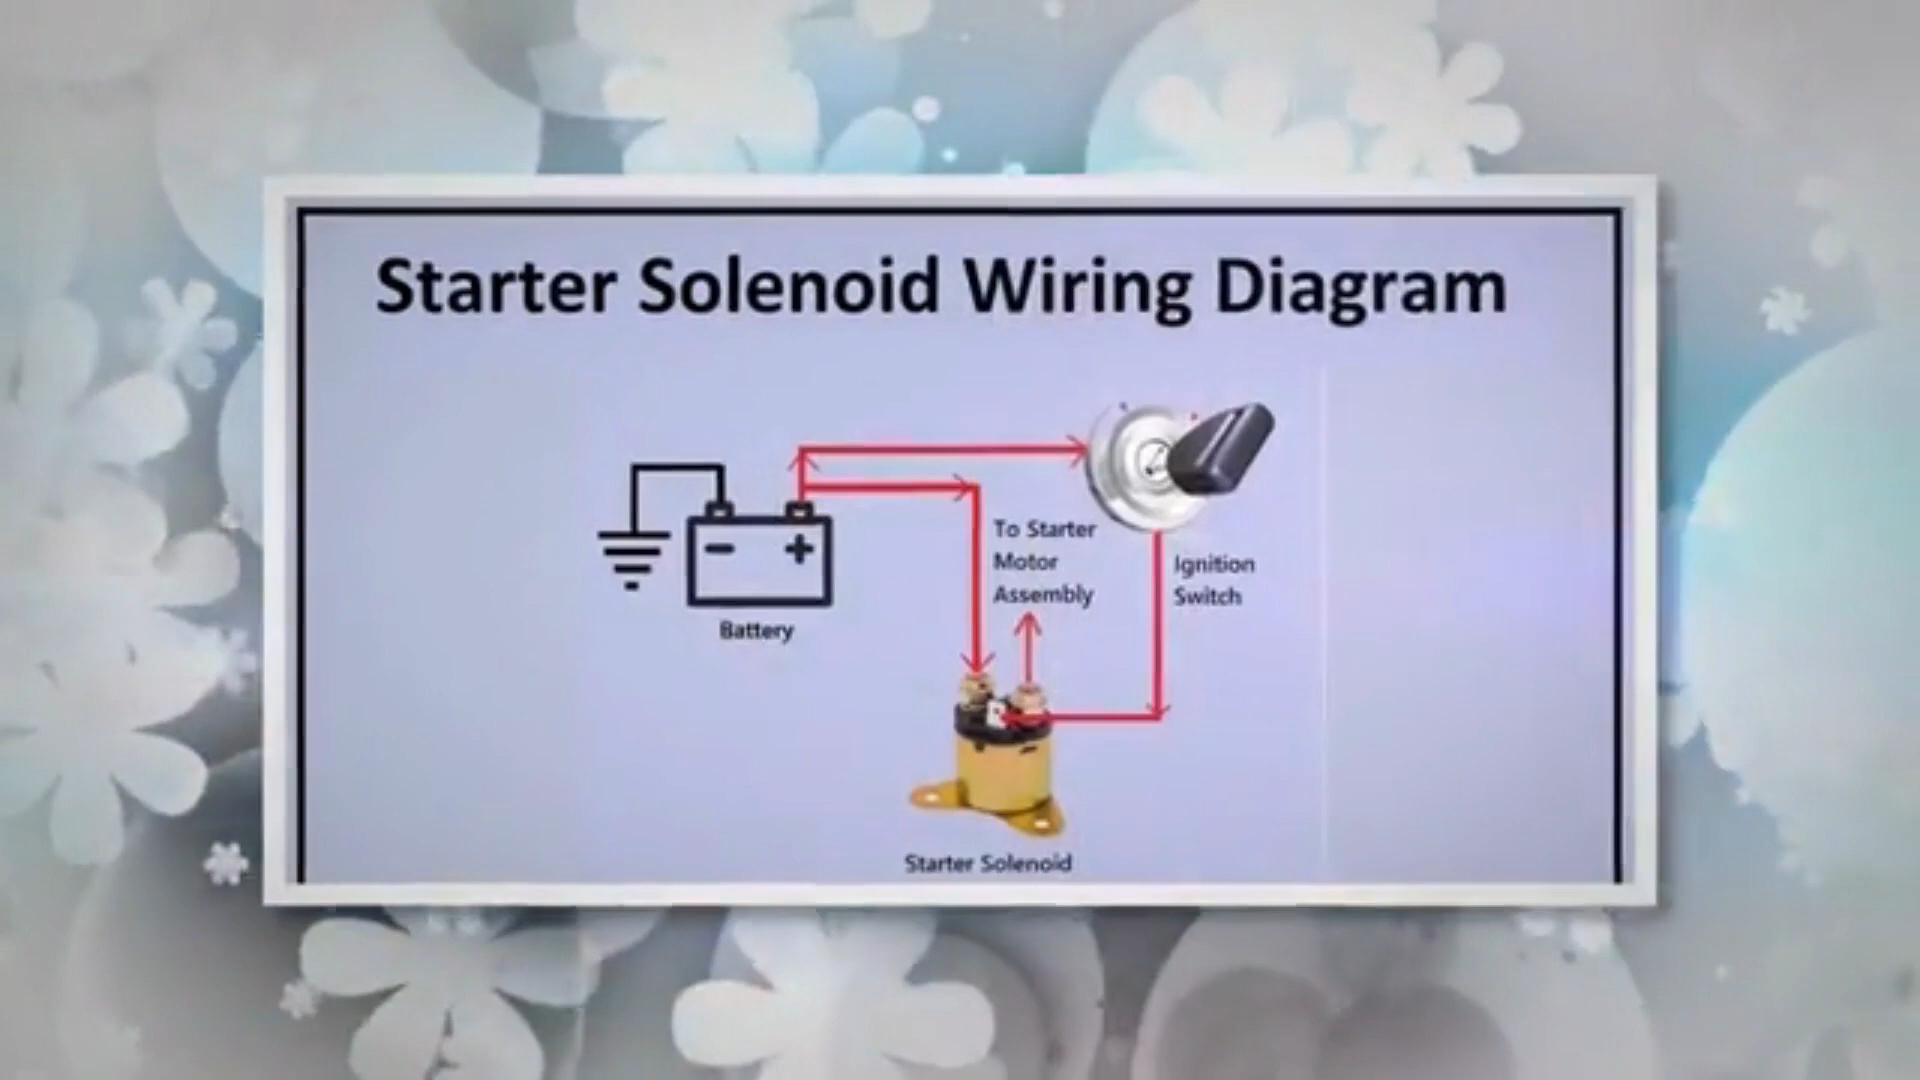 Starter Solenoid Wiring Diagram
To Starter
Motor
Assembly
Ignition
Switch
- +
Battery
Starter Solenoid